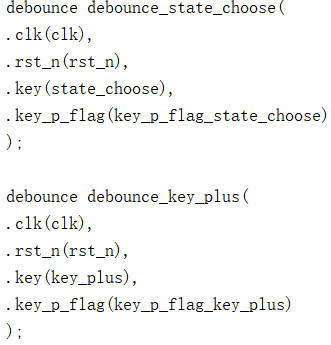 debounce debounce_state_choose(
.clk(clk),
.rst_n(rst_n),
.key(state_choose),
.key_p_flag(key_p_flag_state_choose)
);
debounce debounce_key_plus(
.clk(clk),
.rst_n(rst_n),
.key(key_plus),
.key_p_flag(key_p_flag_key_plus)
);